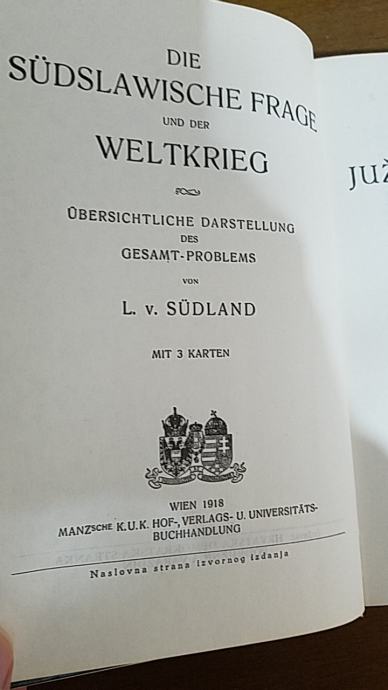 DIE
SÜDSLAWISCHE FRAGE
UND DER
WELTKRIEG
ÜBERSICHTLICHE DARSTELLUNG
DES
GESAMT-PROBLEMS
VON
L. v. SÜDLAND
MIT 3 KARTEN
WIEN 1918
MANZSCHE K.U.K. HOF-, VERLAGS- U. UNIVERSITÄTS-
BUCHHANDLUNG
Naslovna strana izvornog izdanja
JUŽ